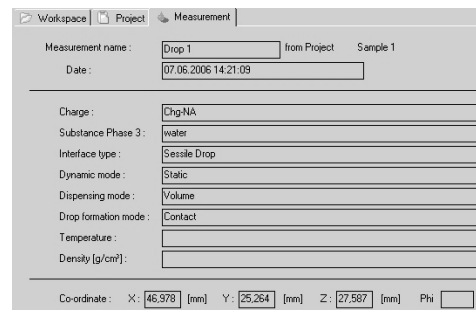 Workspace Project Measurement
Measurement name : Drop 1 from Project Sample 1
Date : 07.06.2006 14:21:09
Charge : Chg-NA
Substance Phase 3 : water
Interface type : Sessile Drop
Dynamic mode : Static
Dispensing mode : Volume
Drop formation mode : Contact
Temperature :
Density [g/cm³] :
Co-ordinate : X : 46,978 [mm] Y : 25,264 [mm] Z : 27,587 [mm] Phi